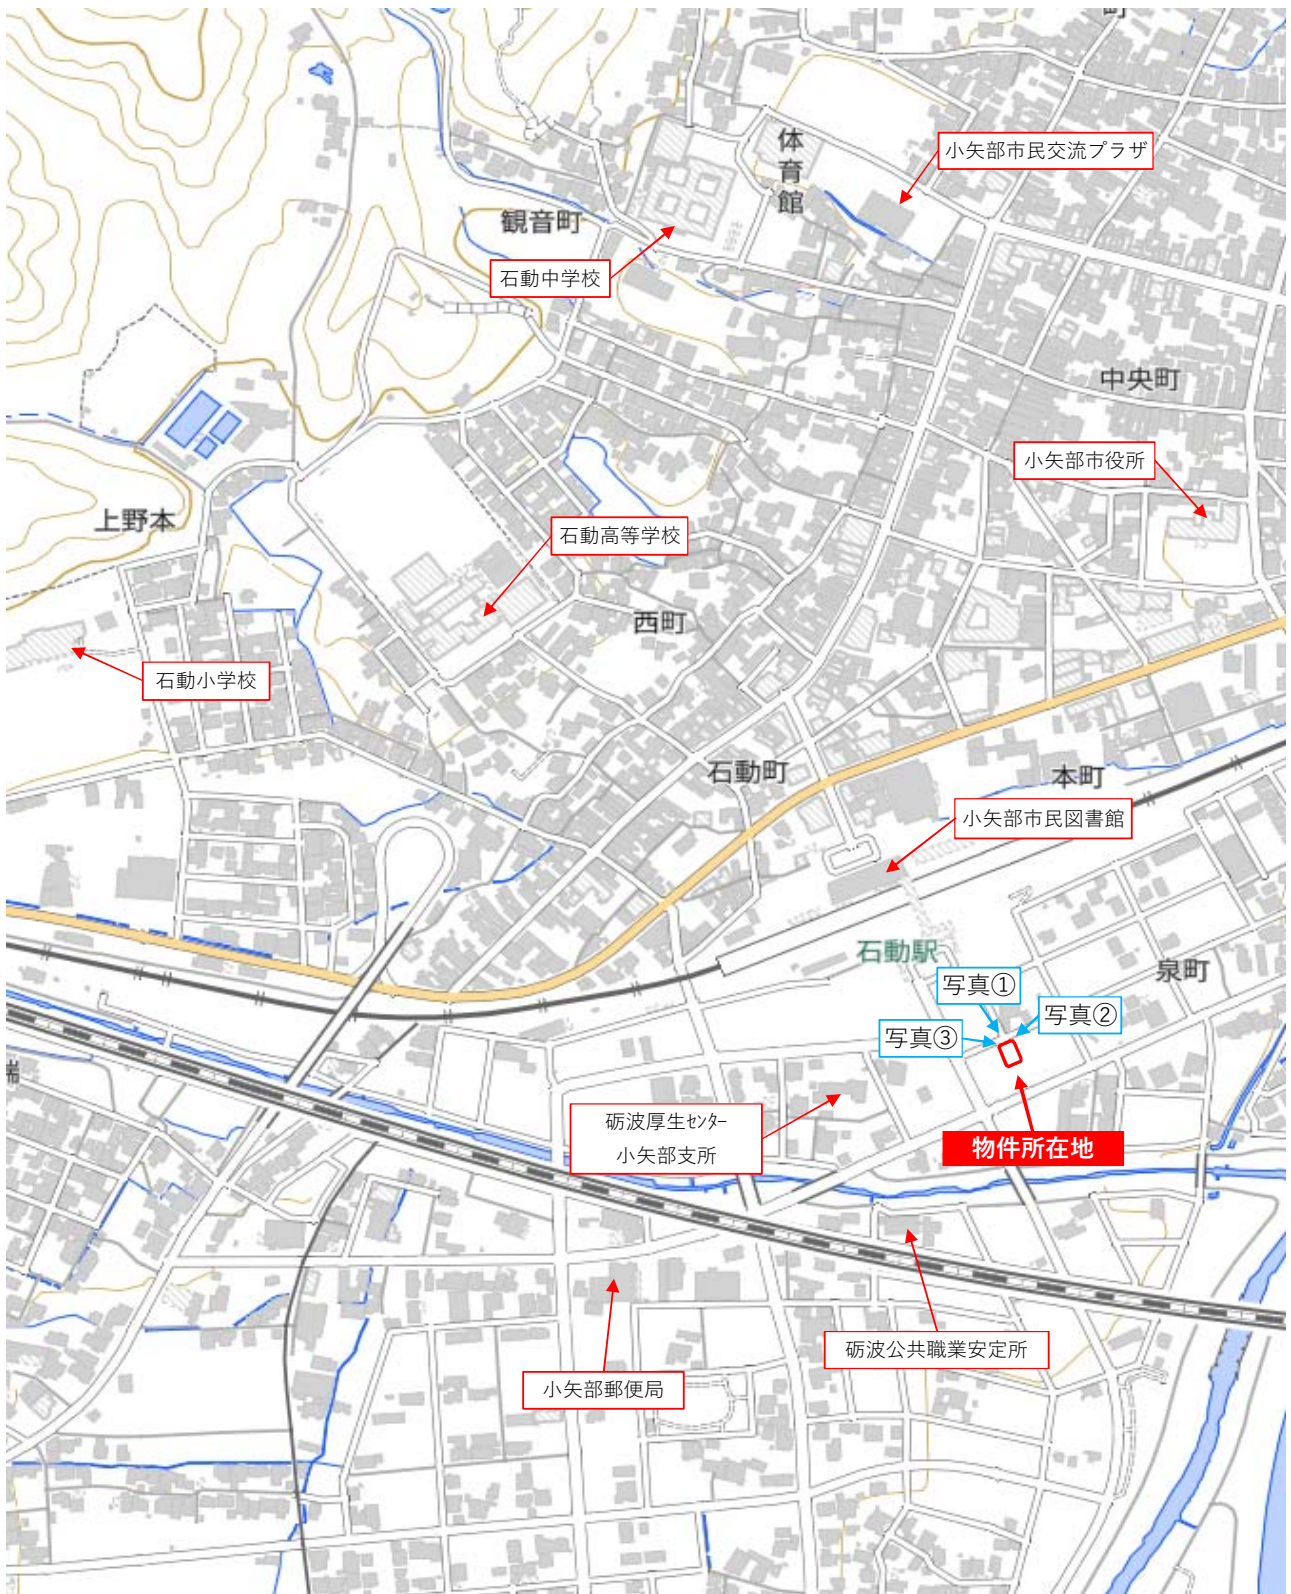 町
体育館
小矢部市民交流プラザ
観音町
石動中学校
中央町
小矢部市役所
上野本
石動高等学校
西町
石動小学校
石動町
本町
小矢部市民図書館
石動駅
泉町
写真①
写真②
写真③
端
砺波厚生センター
小矢部支所
物件所在地
砺波公共職業安定所
小矢部郵便局